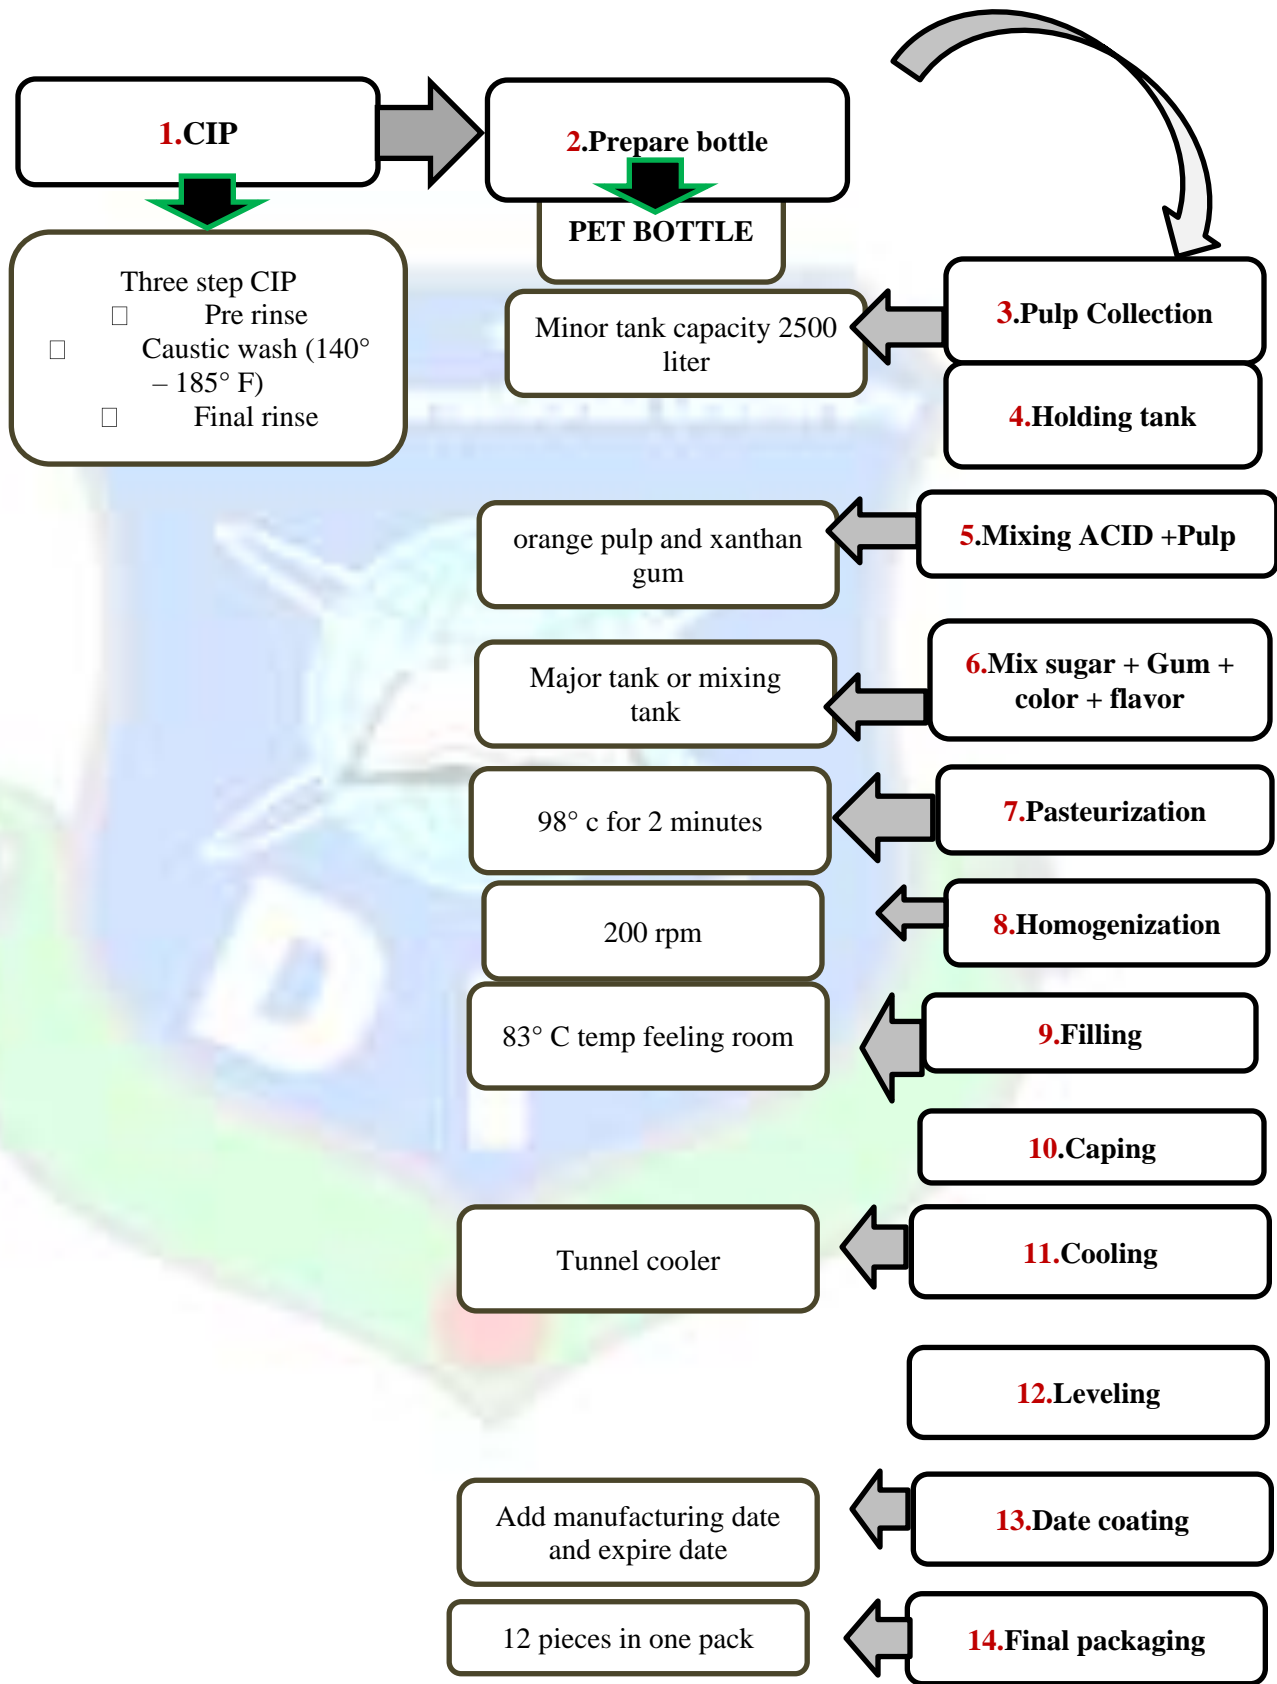 1.CIP
2.Prepare bottle
PET BOTTLE
Three step CIP
□ Pre rinse
□ Caustic wash (140°
– 185° F)
□ Final rinse
3.Pulp Collection
Minor tank capacity 2500
liter
4.Holding tank
5.Mixing ACID +Pulp
orange pulp and xanthan
gum
6.Mix sugar + Gum +
color + flavor
Major tank or mixing
tank
7.Pasteurization
98° c for 2 minutes
8.Homogenization
200 rpm
9.Filling
83° C temp feeling room
10.Caping
11.Cooling
Tunnel cooler
12.Leveling
13.Date coating
Add manufacturing date
and expire date
14.Final packaging
12 pieces in one pack
D